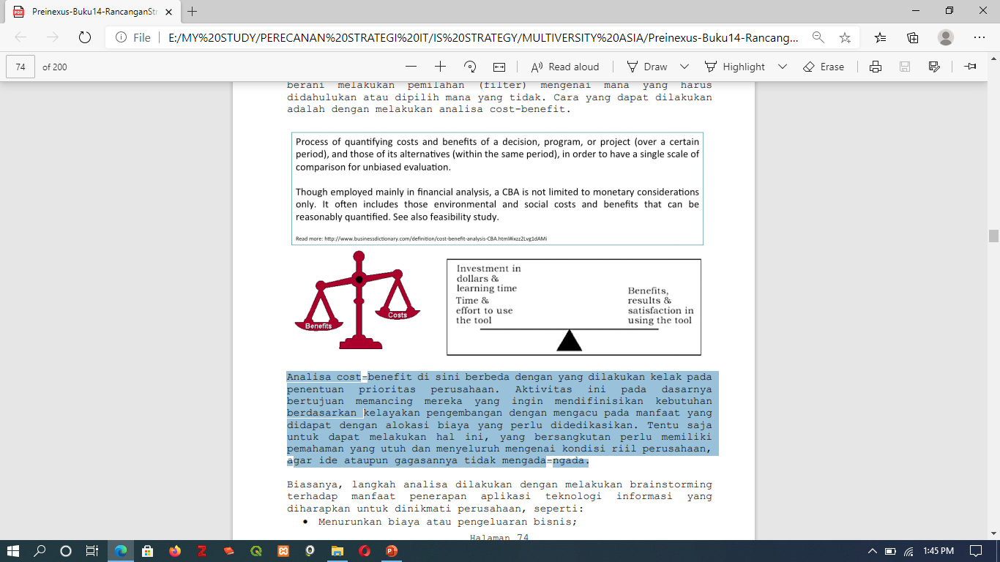 Preinexus-Buku14-RancanganStr
File
E:/MY%20STUDY/PERECANAN%20STRATEGI%20IT/IS%20STRATEGY/MULTIVERSITY%20ASIA/Preinexus-Buku14-Rancang...
74 of 200
Read aloud
Draw
Highlight
Erase
berani melakukan pemilahan (filter) mengenai mana yang harus
didahulukan atau dipilih mana yang tidak. Cara yang dapat dilakukan
adalah dengan melakukan analisa cost-benefit.
Process of quantifying costs and benefits of a decision, program, or project (over a certain
period), and those of its alternatives (within the same period), in order to have a single scale of
comparison for unbiased evaluation.
Though employed mainly in financial analysis, a CBA is not limited to monetary considerations
only. It often includes those environmental and social costs and benefits that can be
reasonably quantified. See also feasibility study.
Read more: http://www.businessdictionary.com/definition/cost-benefit-analysis-CBA.html#ixzz2Lvg1dAMi
Benefits
Costs
Investment in
dollars &
learning time
Time &
effort to use
the tool
Benefits,
results &
satisfaction in
using the tool
Analisa cost-benefit di sini berbeda dengan yang dilakukan kelak pada
penentuan prioritas perusahaan. Aktivitas ini pada dasarnya
bertujuan memancing mereka yang ingin mendifinisikan kebutuhan
berdasarkan kelayakan pengembangan dengan mengacu pada manfaat yang
didapat dengan alokasi biaya yang perlu didedikasikan. Tentu saja
untuk dapat melakukan hal ini, yang bersangkutan perlu memiliki
pemahaman yang utuh dan menyeluruh mengenai kondisi riil perusahaan,
agar ide ataupun gagasannya tidak mengada-ngada.
Biasanya, langkah analisa dilakukan dengan melakukan brainstorming
terhadap manfaat penerapan aplikasi teknologi informasi yang
diharapkan untuk dinikmati perusahaan, seperti:
• Menurunkan biaya atau pengeluaran bisnis;
Halaman 74
1:45 PM